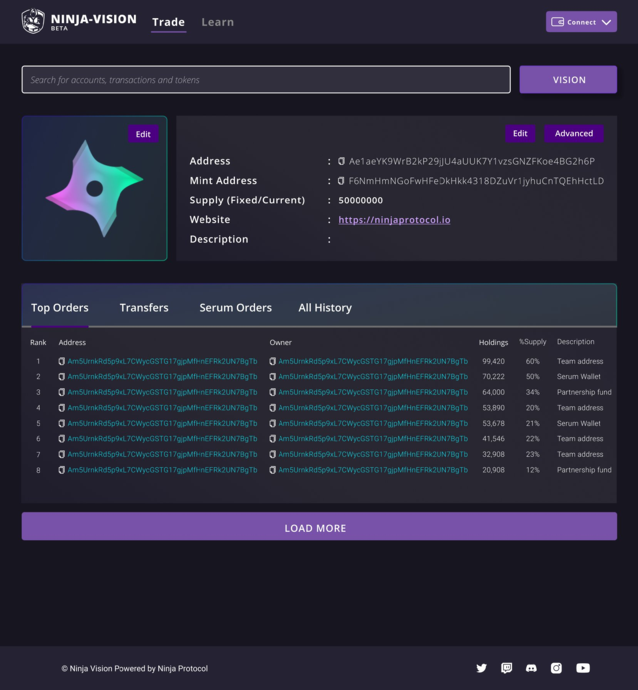 NINJA-VISION
BETA
Trade Learn
Connect
Search for accounts, transactions and tokens
VISION
Edit
Edit Advanced
Address : Ae1aeYK9WrB2kP29jJU4aUUK7Y1vzsGNZFKoe4BG2h6P
Mint Address : F6NmHmNGoFwHFeDkHkk4318DZuVr1jyhuCnTQEhHctLD
Supply (Fixed/Current) : 50000000
Website : https://ninjaprotocol.io
Description :
Top Orders Transfers Serum Orders All History
Rank Address Owner Holdings %Supply Description
1 Am5UrnkRd5p9xL7CWycGSTG17gjpMfHnEFRk2UN7BgTb Am5UrnkRd5p9xL7CWycGSTG17gjpMfHnEFRk2UN7BgTb 99,420 60% Team address
2 Am5UrnkRd5p9xL7CWycGSTG17gjpMfHnEFRk2UN7BgTb Am5UrnkRd5p9xL7CWycGSTG17gjpMfHnEFRk2UN7BgTb 70,222 50% Serum Wallet
3 Am5UrnkRd5p9xL7CWycGSTG17gjpMfHnEFRk2UN7BgTb Am5UrnkRd5p9xL7CWycGSTG17gjpMfHnEFRk2UN7BgTb 64,000 34% Partnership fund
4 Am5UrnkRd5p9xL7CWycGSTG17gjpMfHnEFRk2UN7BgTb Am5UrnkRd5p9xL7CWycGSTG17gjpMfHnEFRk2UN7BgTb 53,890 20% Team address
5 Am5UrnkRd5p9xL7CWycGSTG17gjpMfHnEFRk2UN7BgTb Am5UrnkRd5p9xL7CWycGSTG17gjpMfHnEFRk2UN7BgTb 53,678 21% Serum Wallet
6 Am5UrnkRd5p9xL7CWycGSTG17gjpMfHnEFRk2UN7BgTb Am5UrnkRd5p9xL7CWycGSTG17gjpMfHnEFRk2UN7BgTb 41,546 22% Team address
7 Am5UrnkRd5p9xL7CWycGSTG17gjpMfHnEFRk2UN7BgTb Am5UrnkRd5p9xL7CWycGSTG17gjpMfHnEFRk2UN7BgTb 32,908 23% Team address
8 Am5UrnkRd5p9xL7CWycGSTG17gjpMfHnEFRk2UN7BgTb Am5UrnkRd5p9xL7CWycGSTG17gjpMfHnEFRk2UN7BgTb 20,908 12% Partnership fund
LOAD MORE
© Ninja Vision Powered by Ninja Protocol